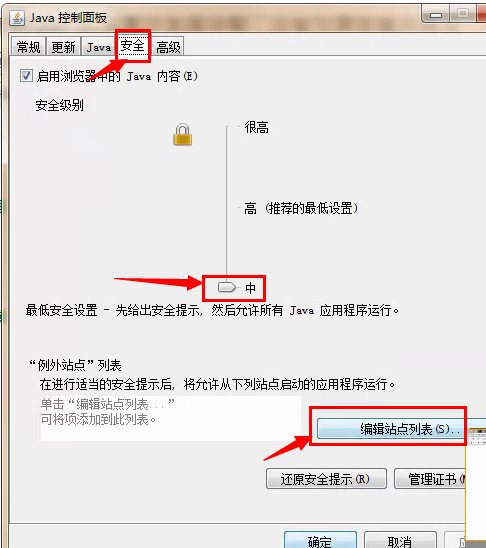 Java 控制面板
常规 更新 Java 安全 高级
启用浏览器中的 Java 内容(E)
安全级别
很高
高 (推荐的最低设置)
中
最低安全设置 - 先给出安全提示, 然后允许所有 Java 应用程序运行。
“例外站点”列表
在进行适当的安全提示后, 将允许从下列站点启动的应用程序运行。
单击“编辑站点列表...”
可将项添加到此列表。
编辑站点列表(S)..
还原安全提示(R) 管理证书(
确定 取消